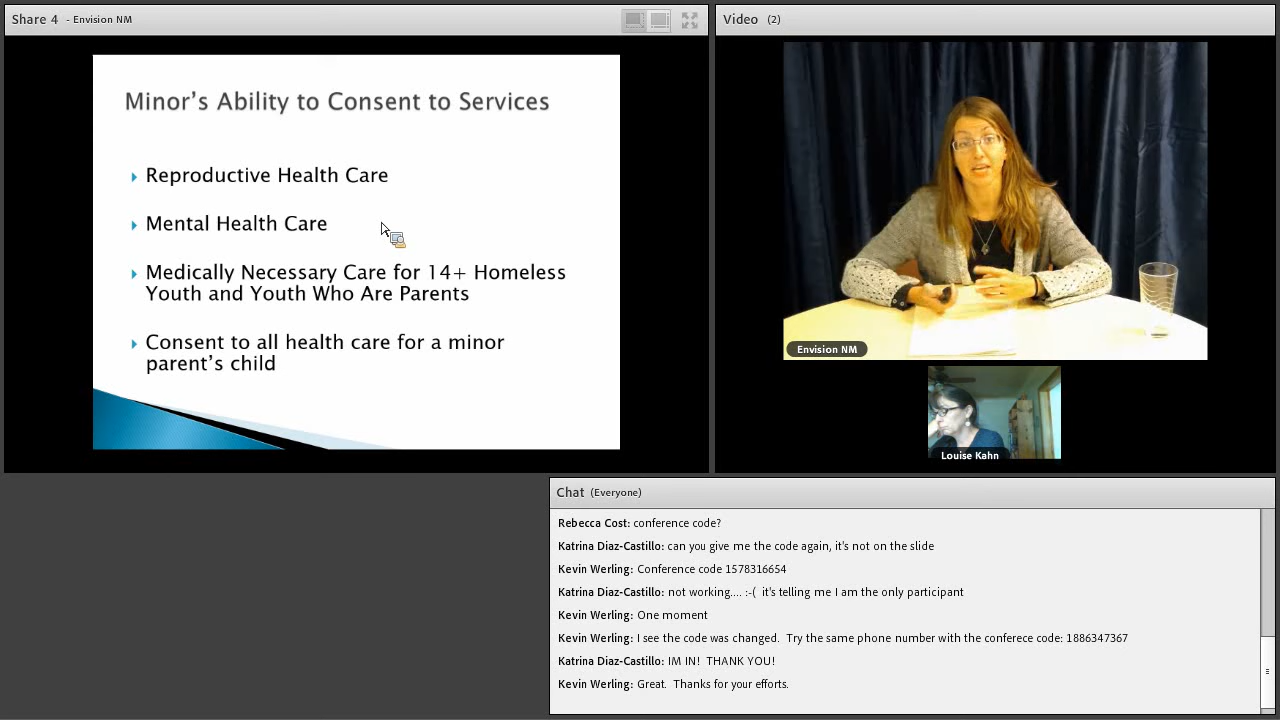 Share 4 - Envision NM
Minor's Ability to Consent to Services
Reproductive Health Care
Mental Health Care
Medically Necessary Care for 14+ Homeless
Youth and Youth Who Are Parents
Consent to all health care for a minor
parent's child
Video (2)
Envision NM
Louise Kahn
Chat (Everyone)
Rebecca Cost: conference code?
Katrina Diaz-Castillo: can you give me the code again, it's not on the slide
Kevin Werling: Conference code 1578316654
Katrina Diaz-Castillo: not working.... :-( it's telling me I am the only participant
Kevin Werling: One moment
Kevin Werling: I see the code was changed. Try the same phone number with the conferece code: 1886347367
Katrina Diaz-Castillo: IM IN! THANK YOU!
Kevin Werling: Great. Thanks for your efforts.